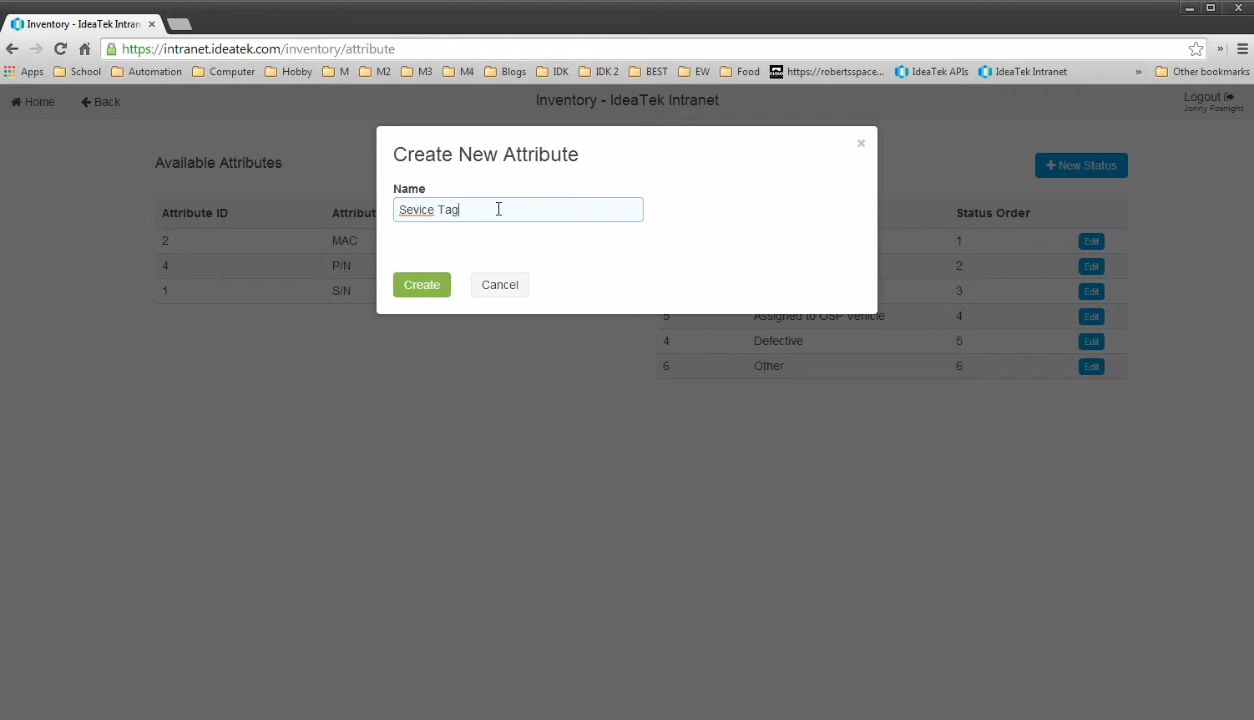 Inventory - IdeaTek Intran
https://intranet.ideatek.com/inventory/attribute
Apps School Automation Computer Hobby M M2 M3 M4 Blogs IDK IDK 2 BEST EW Food https://robertsspace... IdeaTek APIs IdeaTek Intranet » Other bookmarks
Home Back Inventory - IdeaTek Intranet Logout
Jonny Fosnight
Create New Attribute
Name
Sevice Tag
Create Cancel
Available Attributes
+ New Status
Attribute ID Attribut Status Order
2 MAC 1 Edit
4 P/N 2 Edit
1 S/N 3 Edit
5 Assigned to OSP Vehicle 4 Edit
4 Defective 5 Edit
6 Other 6 Edit